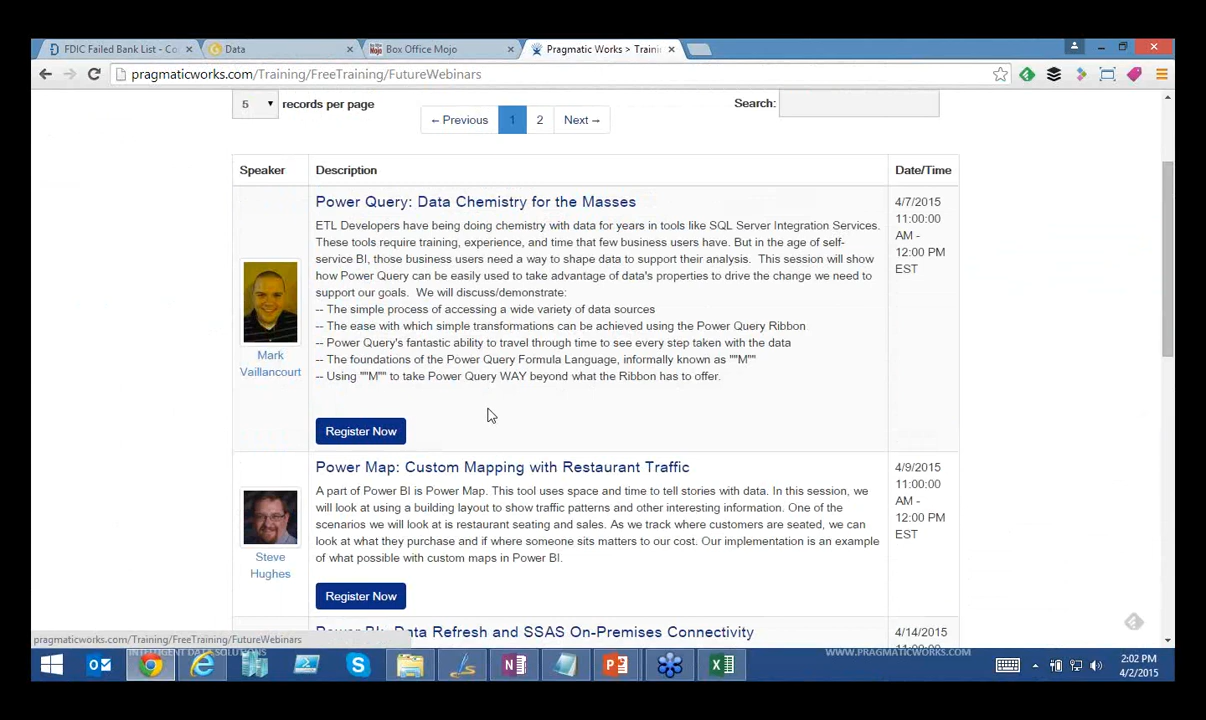 FDIC Failed Bank List - Co
Data
Box Office Mojo
Pragmatic Works > Traini
pragmaticworks.com/Training/FreeTraining/FutureWebinars
5 records per page
← Previous 1 2 Next →
Search:
Speaker Description Date/Time
Power Query: Data Chemistry for the Masses
ETL Developers have being doing chemistry with data for years in tools like SQL Server Integration Services.
These tools require training, experience, and time that few business users have. But in the age of self-
service BI, those business users need a way to shape data to support their analysis. This session will show
how Power Query can be easily used to take advantage of data's properties to drive the change we need to
support our goals. We will discuss/demonstrate:
-- The simple process of accessing a wide variety of data sources
-- The ease with which simple transformations can be achieved using the Power Query Ribbon
-- Power Query's fantastic ability to travel through time to see every step taken with the data
-- The foundations of the Power Query Formula Language, informally known as ""M""
-- Using ""M"" to take Power Query WAY beyond what the Ribbon has to offer.
Register Now
Mark
Vaillancourt
4/7/2015
11:00:00
AM -
12:00 PM
EST
Power Map: Custom Mapping with Restaurant Traffic
A part of Power BI is Power Map. This tool uses space and time to tell stories with data. In this session, we
will look at using a building layout to show traffic patterns and other interesting information. One of the
scenarios we will look at is restaurant seating and sales. As we track where customers are seated, we can
look at what they purchase and if where someone sits matters to our cost. Our implementation is an example
of what possible with custom maps in Power BI.
Register Now
Steve
Hughes
4/9/2015
11:00:00
AM -
12:00 PM
EST
Power BI: Data Refresh and SSAS On-Premises Connectivity
4/14/2015
11:00:00
pragmaticworks.com/Training/FreeTraining/FutureWebinars
INTELLIGENT DATA SOLUTIONS
WWW.PRAGMATICWORKS.COM
2:02 PM
4/2/2015